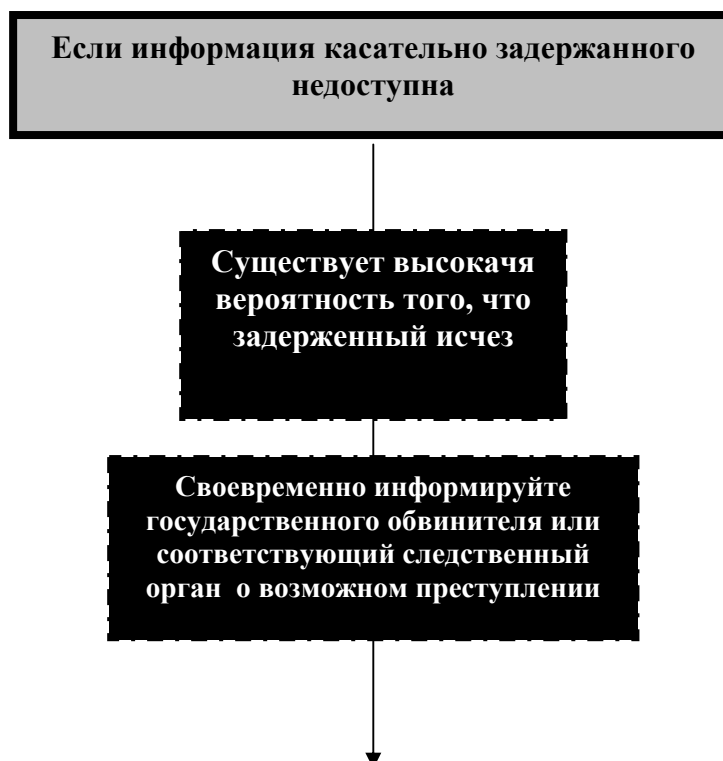 Если информация касательно задержанного
недоступна
Существует высокачя
вероятность того, что
задерженный исчез
Своевременно информируйте
государственного обвинителя или
соответствующий следственный
орган  о возможном преступлении